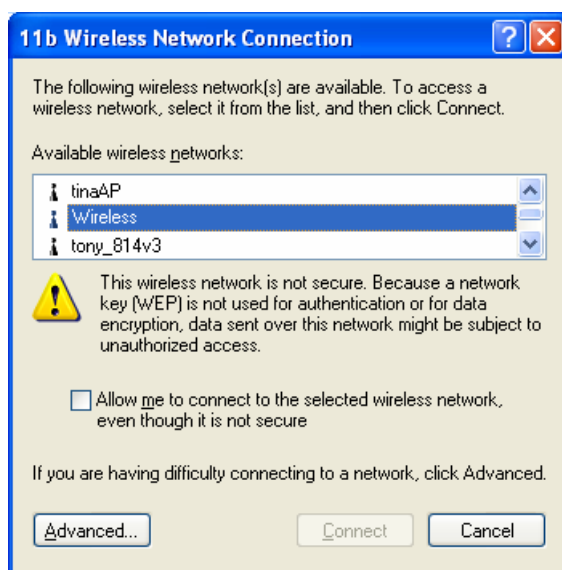 11b Wireless Network Connection
The following wireless network(s) are available. To access a
wireless network, select it from the list, and then click Connect.
Available wireless networks:
tinaAP
Wireless
tony_814v3
This wireless network is not secure. Because a network
key (WEP) is not used for authentication or for data
encryption, data sent over this network might be subject to
unauthorized access.
Allow me to connect to the selected wireless network,
even though it is not secure
If you are having difficulty connecting to a network, click Advanced.
Advanced... Connect Cancel